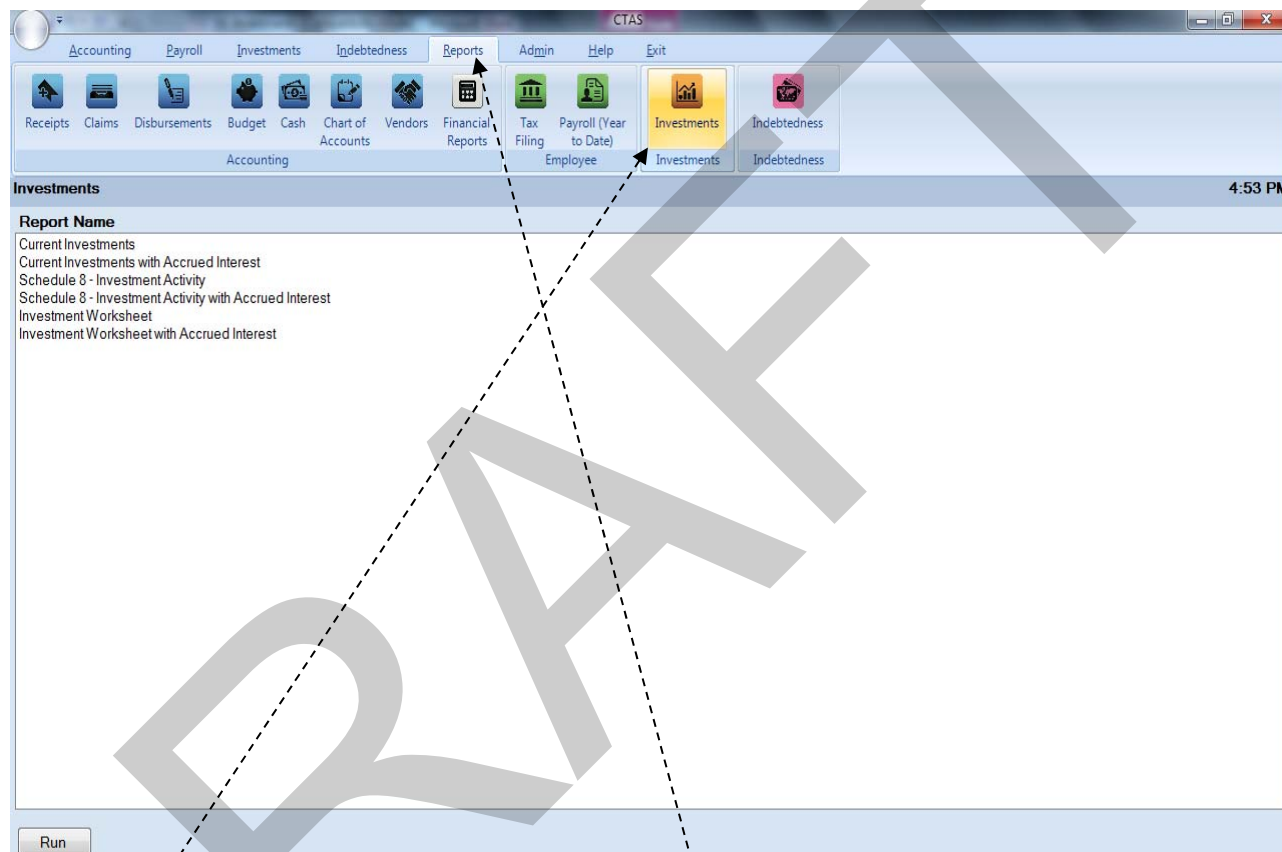 CTAS
Accounting Payroll Investments Indebtedness Reports Admin Help Exit
Receipts Claims Disbursements Budget Cash Chart of Accounts Vendors Financial Reports Tax Filing Payroll (Year to Date) Investments Indebtedness
Accounting Employee Investments Indebtedness
Investments 4:53 PM
Report Name
Current Investments
Current Investments with Accrued Interest
Schedule 8 - Investment Activity
Schedule 8 - Investment Activity with Accrued Interest
Investment Worksheet
Investment Worksheet with Accrued Interest
Run
RAFT